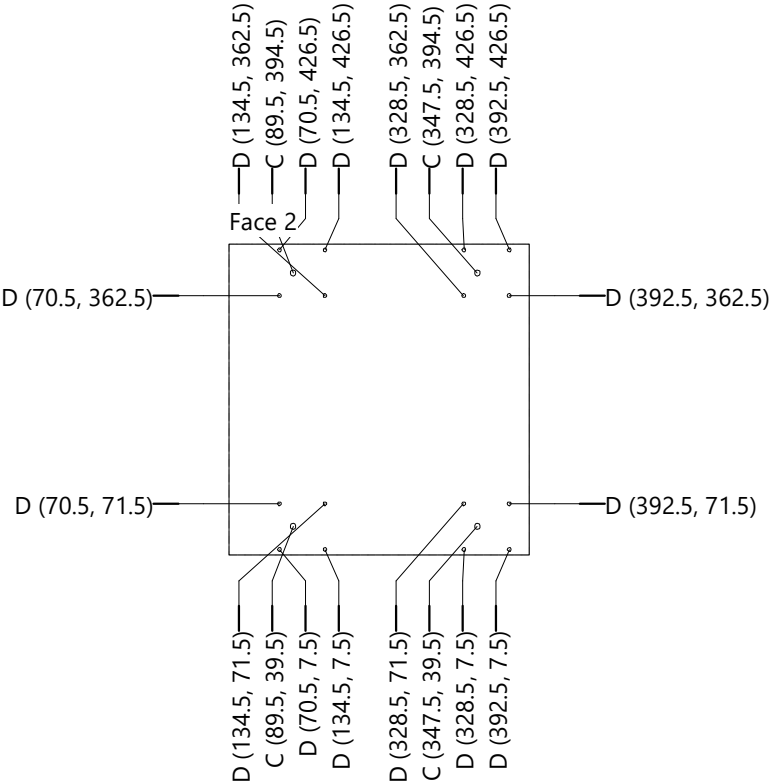 D (134.5, 362.5)
C (89.5, 394.5)
D (70.5, 426.5)
D (134.5, 426.5)
D (328.5, 362.5)
C (347.5, 394.5)
D (328.5, 426.5)
D (392.5, 426.5)
Face 2
D (70.5, 362.5)
D (392.5, 362.5)
D (70.5, 71.5)
D (392.5, 71.5)
D (134.5, 71.5)
C (89.5, 39.5)
D (70.5, 7.5)
D (134.5, 7.5)
D (328.5, 71.5)
C (347.5, 39.5)
D (328.5, 7.5)
D (392.5, 7.5)